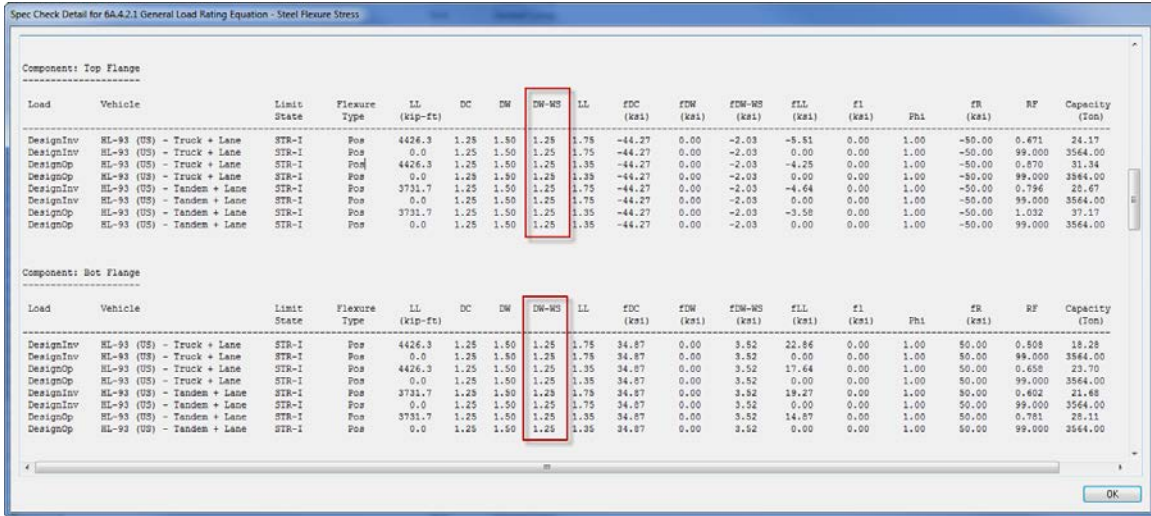 Spec Check Detail for 6A.4.2.1 General Load Rating Equation - Steel Flexure Stress
Component: Top Flange
Load Vehicle Limit State Flexure Type LL (kip-ft) DC DW DW-WS LL fDC (ksi) fDW (ksi) fDW-WS (ksi) fLL (ksi) fl (ksi) Phi fR (ksi) RF Capacity (Ton)
DesignInv HL-93 (US) - Truck + Lane STR-I Pos 4426.3 1.25 1.50 1.25 1.75 -44.27 0.00 -2.03 -5.51 0.00 1.00 -50.00 0.671 24.17
DesignInv HL-93 (US) - Truck + Lane STR-I Pos 0.0 1.25 1.50 1.25 1.75 -44.27 0.00 -2.03 0.00 0.00 1.00 -50.00 99.000 3564.00
DesignOp HL-93 (US) - Truck + Lane STR-I Pos 4426.3 1.25 1.50 1.25 1.35 -44.27 0.00 -2.03 -4.25 0.00 1.00 -50.00 0.870 31.34
DesignOp HL-93 (US) - Truck + Lane STR-I Pos 0.0 1.25 1.50 1.25 1.35 -44.27 0.00 -2.03 0.00 0.00 1.00 -50.00 99.000 3564.00
DesignInv HL-93 (US) - Tandem + Lane STR-I Pos 3731.7 1.25 1.50 1.25 1.75 -44.27 0.00 -2.03 -4.64 0.00 1.00 -50.00 0.796 28.67
DesignInv HL-93 (US) - Tandem + Lane STR-I Pos 0.0 1.25 1.50 1.25 1.75 -44.27 0.00 -2.03 0.00 0.00 1.00 -50.00 99.000 3564.00
DesignOp HL-93 (US) - Tandem + Lane STR-I Pos 3731.7 1.25 1.50 1.25 1.35 -44.27 0.00 -2.03 -3.58 0.00 1.00 -50.00 1.032 37.17
DesignOp HL-93 (US) - Tandem + Lane STR-I Pos 0.0 1.25 1.50 1.25 1.35 -44.27 0.00 -2.03 0.00 0.00 1.00 -50.00 99.000 3564.00
Component: Bot Flange
Load Vehicle Limit State Flexure Type LL (kip-ft) DC DW DW-WS LL fDC (ksi) fDW (ksi) fDW-WS (ksi) fLL (ksi) fl (ksi) Phi fR (ksi) RF Capacity (Ton)
DesignInv HL-93 (US) - Truck + Lane STR-I Pos 4426.3 1.25 1.50 1.25 1.75 34.87 0.00 3.52 22.86 0.00 1.00 50.00 0.508 18.28
DesignInv HL-93 (US) - Truck + Lane STR-I Pos 0.0 1.25 1.50 1.25 1.75 34.87 0.00 3.52 0.00 0.00 1.00 50.00 99.000 3564.00
DesignOp HL-93 (US) - Truck + Lane STR-I Pos 4426.3 1.25 1.50 1.25 1.35 34.87 0.00 3.52 17.64 0.00 1.00 50.00 0.658 23.70
DesignOp HL-93 (US) - Truck + Lane STR-I Pos 0.0 1.25 1.50 1.25 1.35 34.87 0.00 3.52 0.00 0.00 1.00 50.00 99.000 3564.00
DesignInv HL-93 (US) - Tandem + Lane STR-I Pos 3731.7 1.25 1.50 1.25 1.75 34.87 0.00 3.52 19.27 0.00 1.00 50.00 0.602 21.68
DesignInv HL-93 (US) - Tandem + Lane STR-I Pos 0.0 1.25 1.50 1.25 1.75 34.87 0.00 3.52 0.00 0.00 1.00 50.00 99.000 3564.00
DesignOp HL-93 (US) - Tandem + Lane STR-I Pos 3731.7 1.25 1.50 1.25 1.35 34.87 0.00 3.52 14.87 0.00 1.00 50.00 0.781 28.11
DesignOp HL-93 (US) - Tandem + Lane STR-I Pos 0.0 1.25 1.50 1.25 1.35 34.87 0.00 3.52 0.00 0.00 1.00 50.00 99.000 3564.00
OK